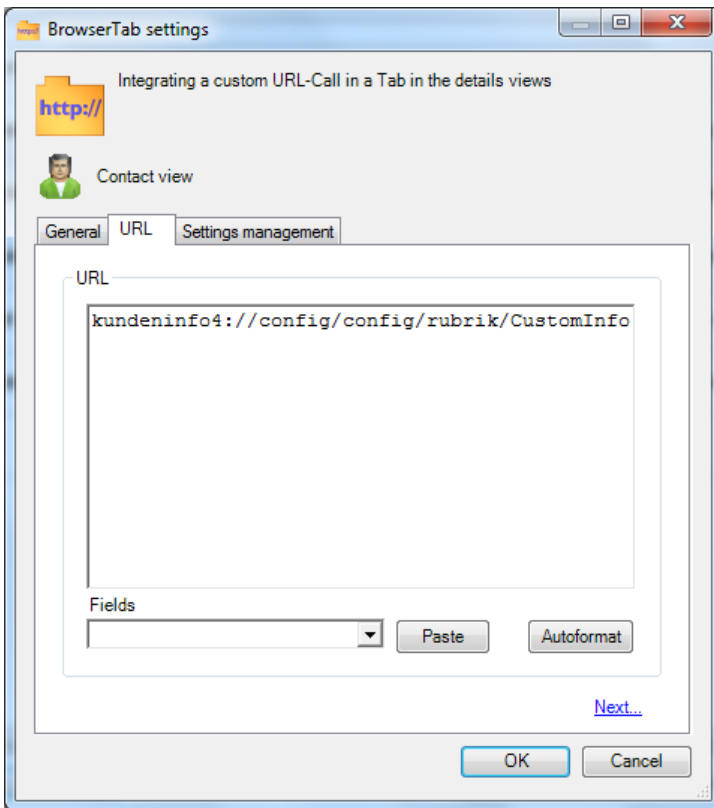 BrowserTab settings
Integrating a custom URL-Call in a Tab in the details views
http://
Contact view
General URL Settings management
URL
kundeninfo4://config/config/rubrik/CustomInfo
Fields
Paste Autoformat
Next...
OK Cancel